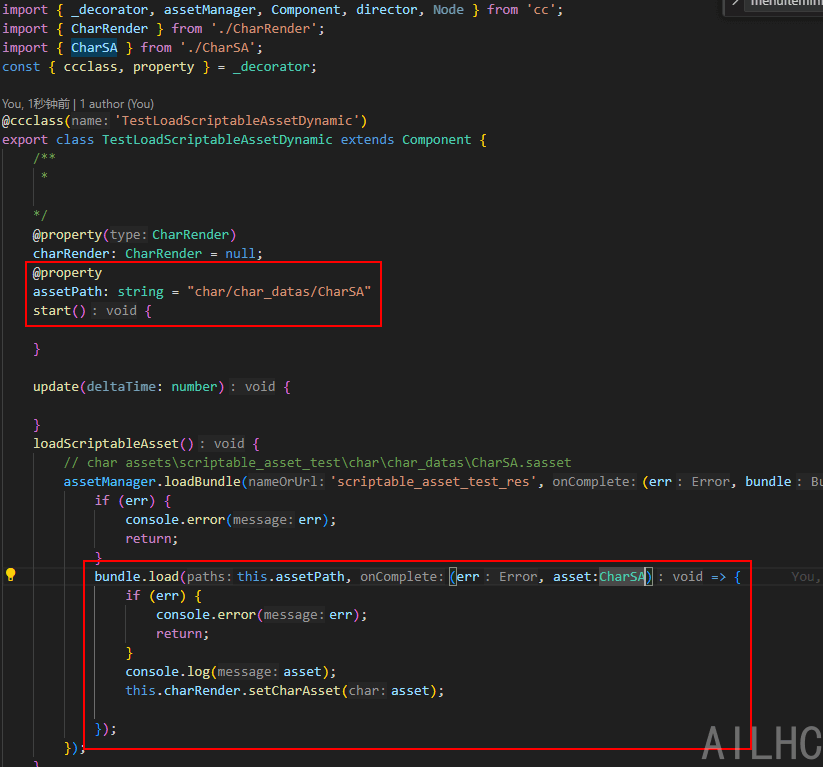 import { _decorator, assetManager, Component, director, Node } from 'cc';
import { CharRender } from './CharRender';
import { CharSA } from './CharSA';
const { ccclass, property } = _decorator;
You, 1秒钟前 | 1 author (You)
@ccclass(name: 'TestLoadScriptableAssetDynamic')
export class TestLoadScriptableAssetDynamic extends Component {
/**
*
*/
@property(type: CharRender)
charRender: CharRender = null;
@property
assetPath: string = "char/char_datas/CharSA"
start() : void {
}
update(deltaTime: number) : void {
}
loadScriptableAsset() : void {
// char assets\scriptable_asset_test\char\char_datas\CharSA.sasset
assetManager.loadBundle(nameOrUrl: 'scriptable_asset_test_res', onComplete: (err : Error, bundle : Bu
if (err) {
console.error(message: err);
return;
}
bundle.load(paths: this.assetPath, onComplete: (err : Error, asset:CharSA) : void => { You,
if (err) {
console.error(message: err);
return;
}
console.log(message: asset);
this.charRender.setCharAsset(char: asset);
});
});
}
AILHC